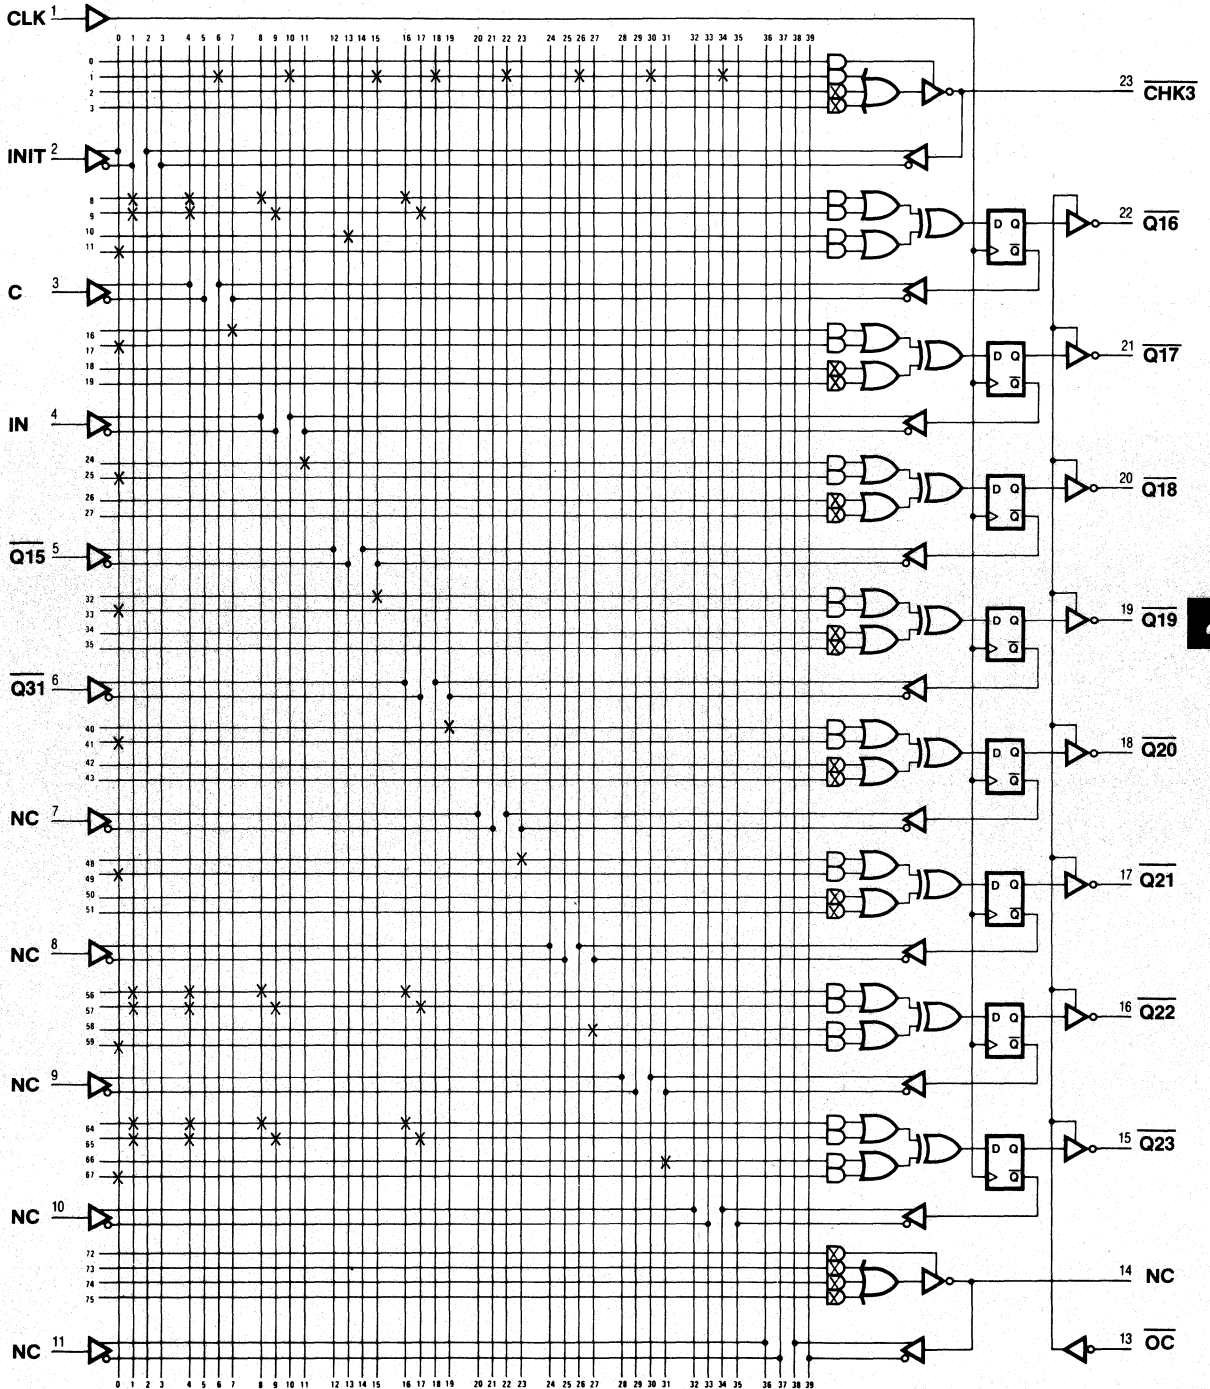 CLK 1
0 1 2 3 4 5 6 7 8 9 10 11 12 13 14 15 16 17 18 19 20 21 22 23 24 25 26 27 28 29 30 31 32 33 34 35 36 37 38 39
0
1
2
3
23 CHK3
INIT 2
8
9
10
11
D Q
Q
22 Q16
C 3
16
17
18
19
D Q
Q
21 Q17
IN 4
24
25
26
27
D Q
Q
20 Q18
Q15 5
32
33
34
35
D Q
Q
19 Q19
Q31 6
40
41
42
43
D Q
Q
18 Q20
NC 7
48
49
50
51
D Q
Q
17 Q21
NC 8
56
57
58
59
D Q
Q
16 Q22
NC 9
64
65
66
67
D Q
Q
15 Q23
NC 10
72
73
74
75
14 NC
NC 11
13 OC
0 1 2 3 4 5 6 7 8 9 10 11 12 13 14 15 16 17 18 19 20 21 22 23 24 25 26 27 28 29 30 31 32 33 34 35 36 37 38 39